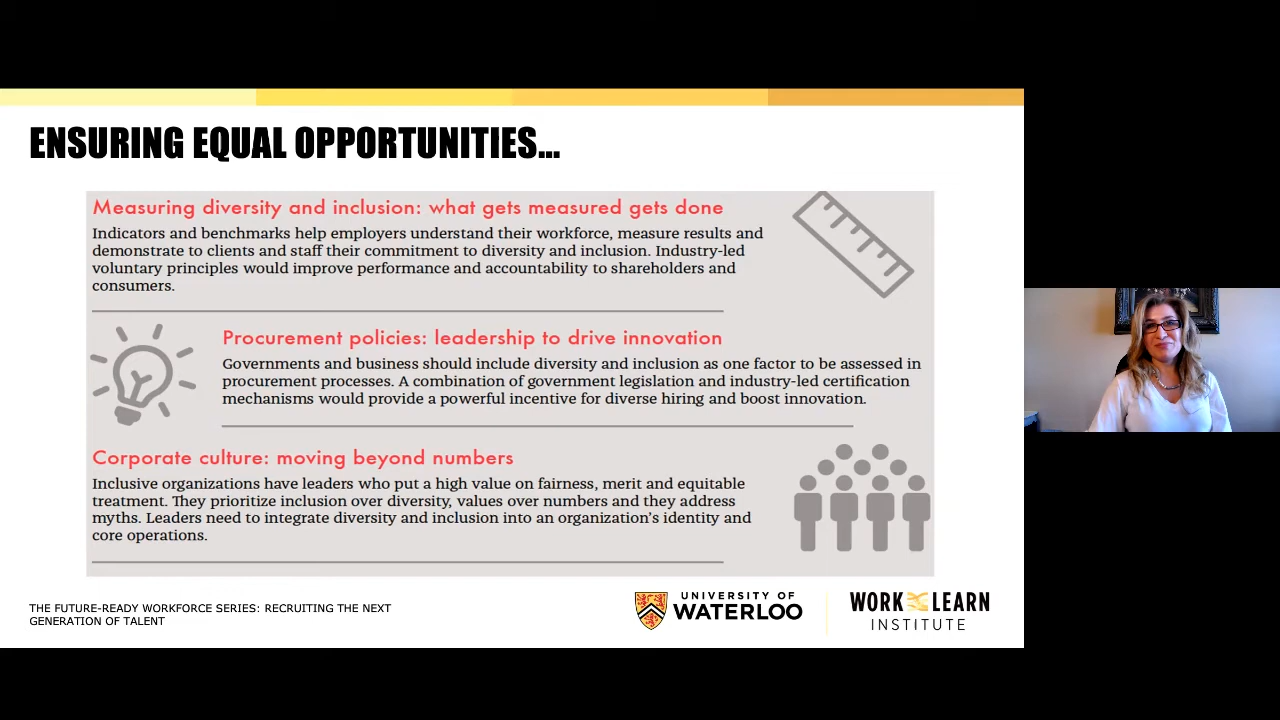 ENSURING EQUAL OPPORTUNITIES...
Measuring diversity and inclusion: what gets measured gets done
Indicators and benchmarks help employers understand their workforce, measure results and
demonstrate to clients and staff their commitment to diversity and inclusion. Industry-led
voluntary principles would improve performance and accountability to shareholders and
consumers.
Procurement policies: leadership to drive innovation
Governments and business should include diversity and inclusion as one factor to be assessed in
procurement processes. A combination of government legislation and industry-led certification
mechanisms would provide a powerful incentive for diverse hiring and boost innovation.
Corporate culture: moving beyond numbers
Inclusive organizations have leaders who put a high value on fairness, merit and equitable
treatment. They prioritize inclusion over diversity, values over numbers and they address
myths. Leaders need to integrate diversity and inclusion into an organization's identity and
core operations.
THE FUTURE-READY WORKFORCE SERIES: RECRUITING THE NEXT
GENERATION OF TALENT
UNIVERSITY OF
WATERLOO
WORK LEARN
INSTITUTE